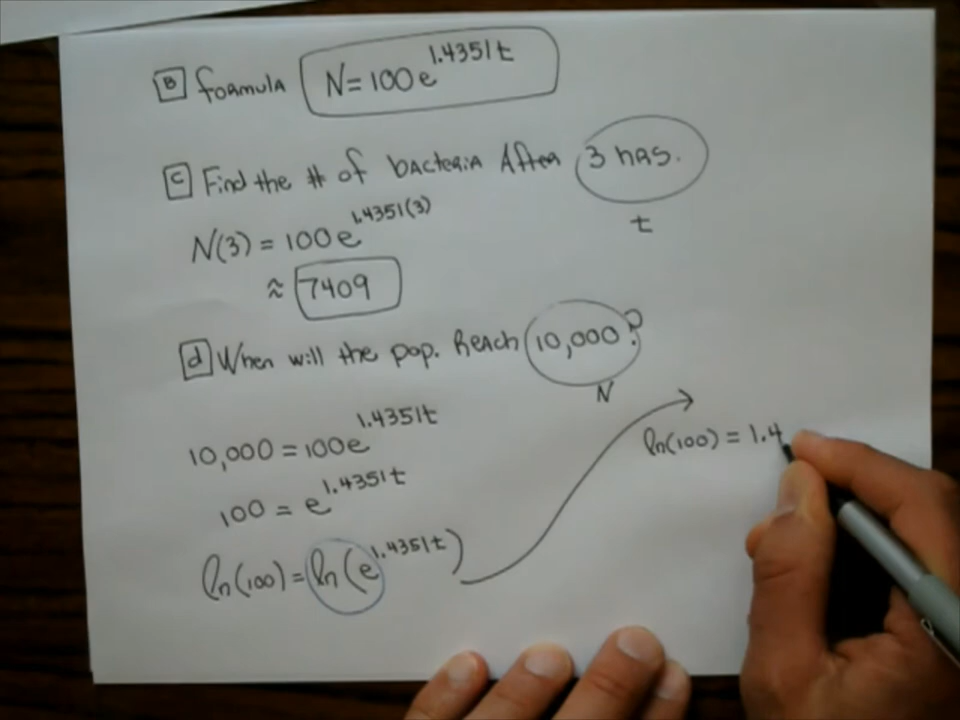 B formula N=100e^1.4351t
C Find the # of bacteria After 3 hrs.
t
N(3) = 100e^1.4351(3)
≈ 7409
d When will the pop. Reach 10,000?
N
10,000 = 100e^1.4351t
100 = e^1.4351t
ln(100) = ln(e^1.4351t)
ln(100) = 1.4